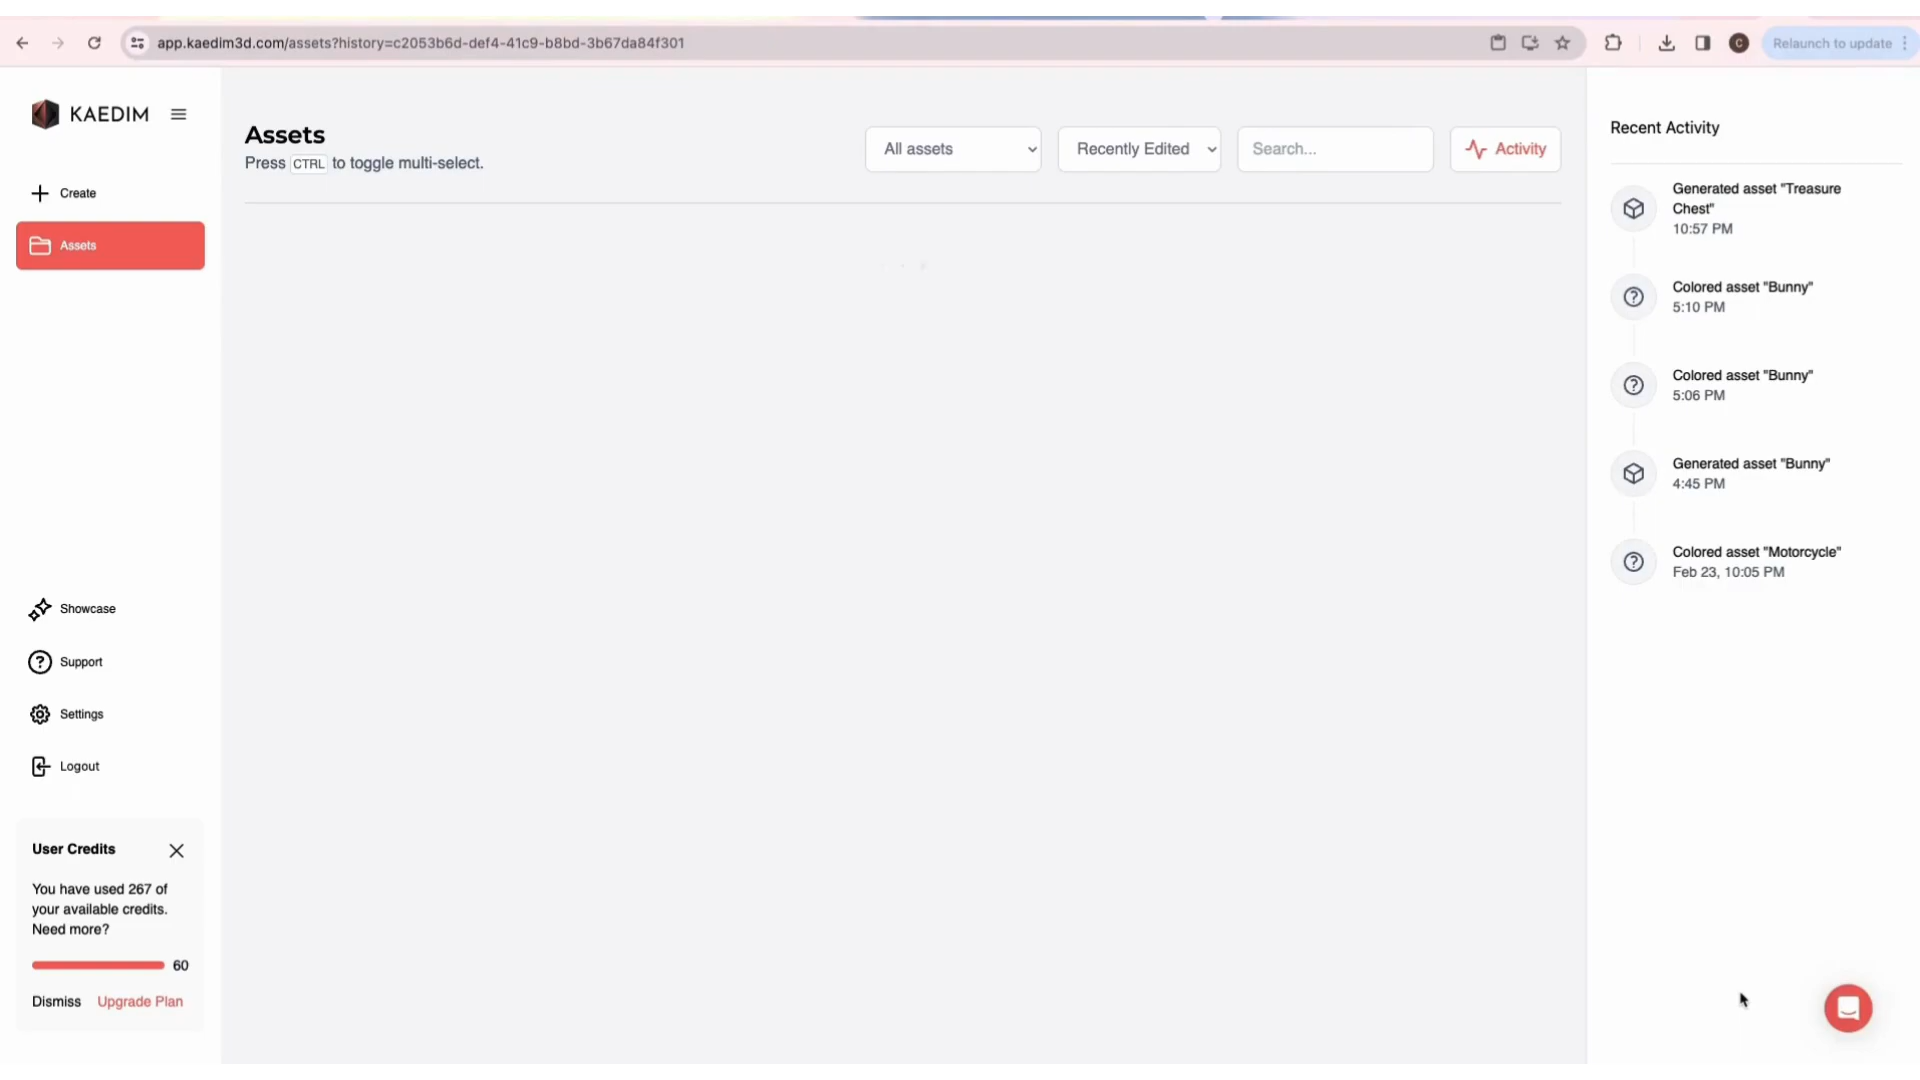 app.kaedim3d.com/assets?history=c2053b6d-def4-41c9-b8bd-3b67da84f301
C
Relaunch to update
KAEDIM
Create
Assets
Showcase
Support
Settings
Logout
User Credits
You have used 267 of
your available credits.
Need more?
60
Dismiss Upgrade Plan
Assets
Press CTRL to toggle multi-select.
All assets
Recently Edited
Search...
Activity
Recent Activity
Generated asset "Treasure
Chest"
10:57 PM
Colored asset "Bunny"
5:10 PM
Colored asset "Bunny"
5:06 PM
Generated asset "Bunny"
4:45 PM
Colored asset "Motorcycle"
Feb 23, 10:05 PM